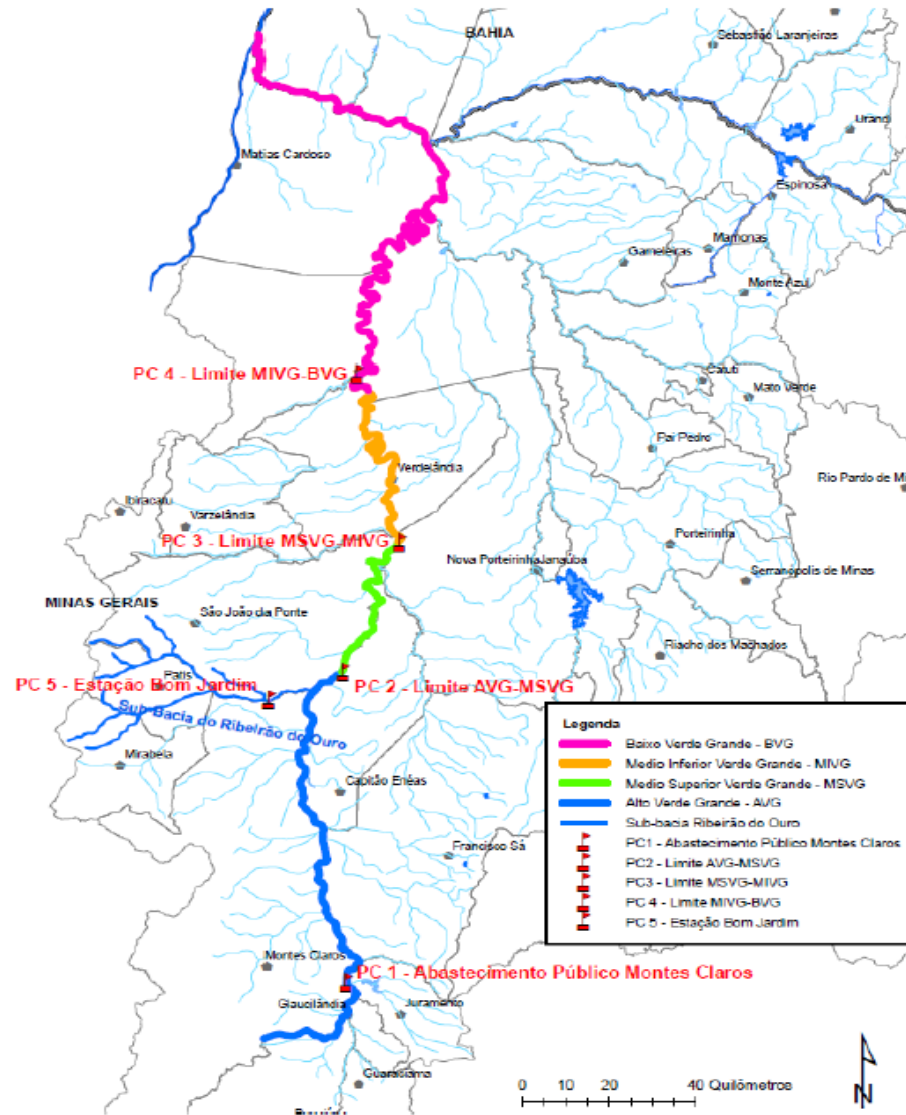 BAHIA
Sebastião Laranjeiras
Urandi
Matias Cardoso
Espinosa
Mamonas
Gameleiras
Monte Azul
PC 4 - Limite MIVG-BVG
Catuti
Mato Verde
Pai Pedro
Verdelândia
Rio Pardo de Mi
Ibiracatu
Varzelândia
PC 3 - Limite MSVG-MIVG
Porteirinha
Nova Porteirinha
Janaúba
Serranópolis de Minas
MINAS GERAIS
São João da Ponte
Riacho dos Machados
Patis
PC 5 - Estação Bom Jardim
PC 2 - Limite AVG-MSVG
Sub-Bacia do Ribeirão do Ouro
Mirabela
Capitão Enéas
Francisco Sá
Legenda
Baixo Verde Grande - BVG
Medio Inferior Verde Grande - MIVG
Medio Superior Verde Grande - MSVG
Alto Verde Grande - AVG
Sub-bacia Ribeirão do Ouro
PC1 - Abastecimento Público Montes Claros
PC2 - Limite AVG-MSVG
PC3 - Limite MSVG-MIVG
PC 4 - Limite MIVG-BVG
PC 5 - Estação Bom Jardim
Montes Claros
PC 1 - Abastecimento Público Montes Claros
Glaucilândia
Juramento
Guaraciama
0 10 20 40 Quilômetros
N